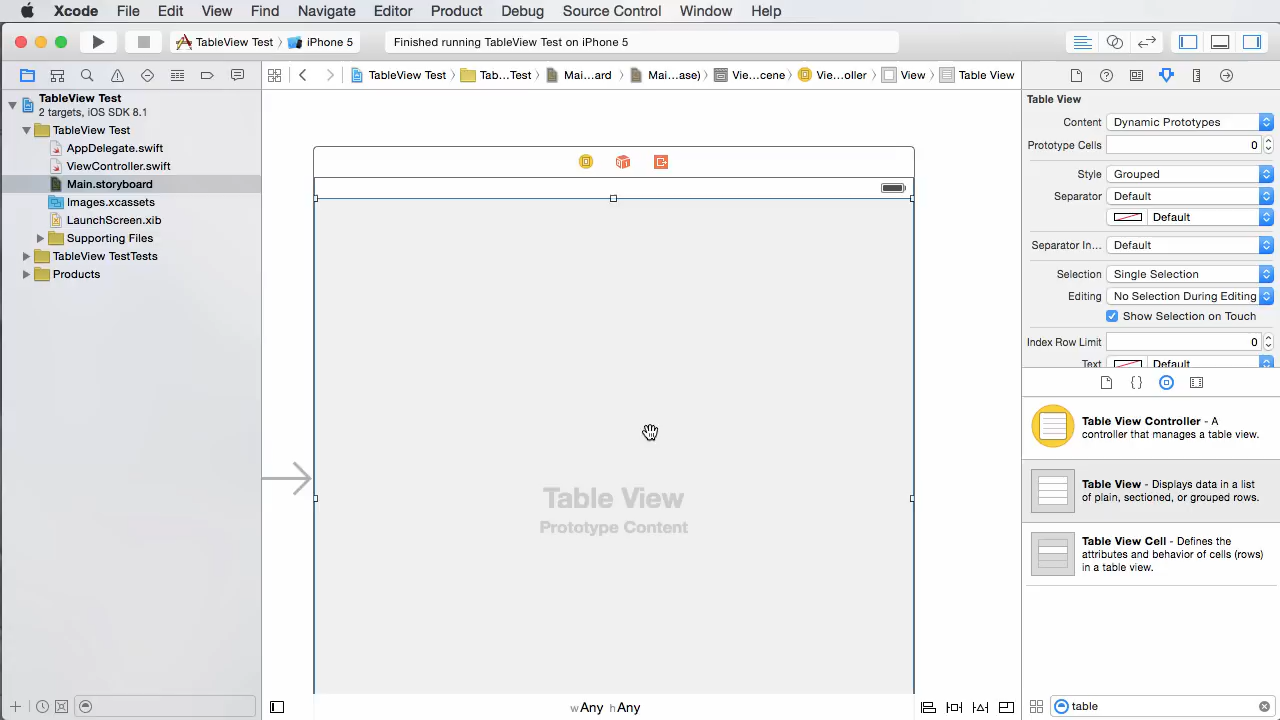 Xcode File Edit View Find Navigate Editor Product Debug Source Control Window Help
TableView Test iPhone 5 Finished running TableView Test on iPhone 5
TableView Test Tab...Test Mai...ard Mai...ase) Vie...cene Vie...oller View Table View
TableView Test
2 targets, iOS SDK 8.1
TableView Test
AppDelegate.swift
ViewController.swift
Main.storyboard
Images.xcassets
LaunchScreen.xib
Supporting Files
TableView TestTests
Products
Table View
Prototype Content
wAny hAny
Table View
Content Dynamic Prototypes
Prototype Cells 0
Style Grouped
Separator Default
Default
Separator In... Default
Selection Single Selection
Editing No Selection During Editing
Show Selection on Touch
Index Row Limit 0
Text Default
Table View Controller - A
controller that manages a table view.
Table View - Displays data in a list
of plain, sectioned, or grouped rows.
Table View Cell - Defines the
attributes and behavior of cells (rows)
in a table view.
table